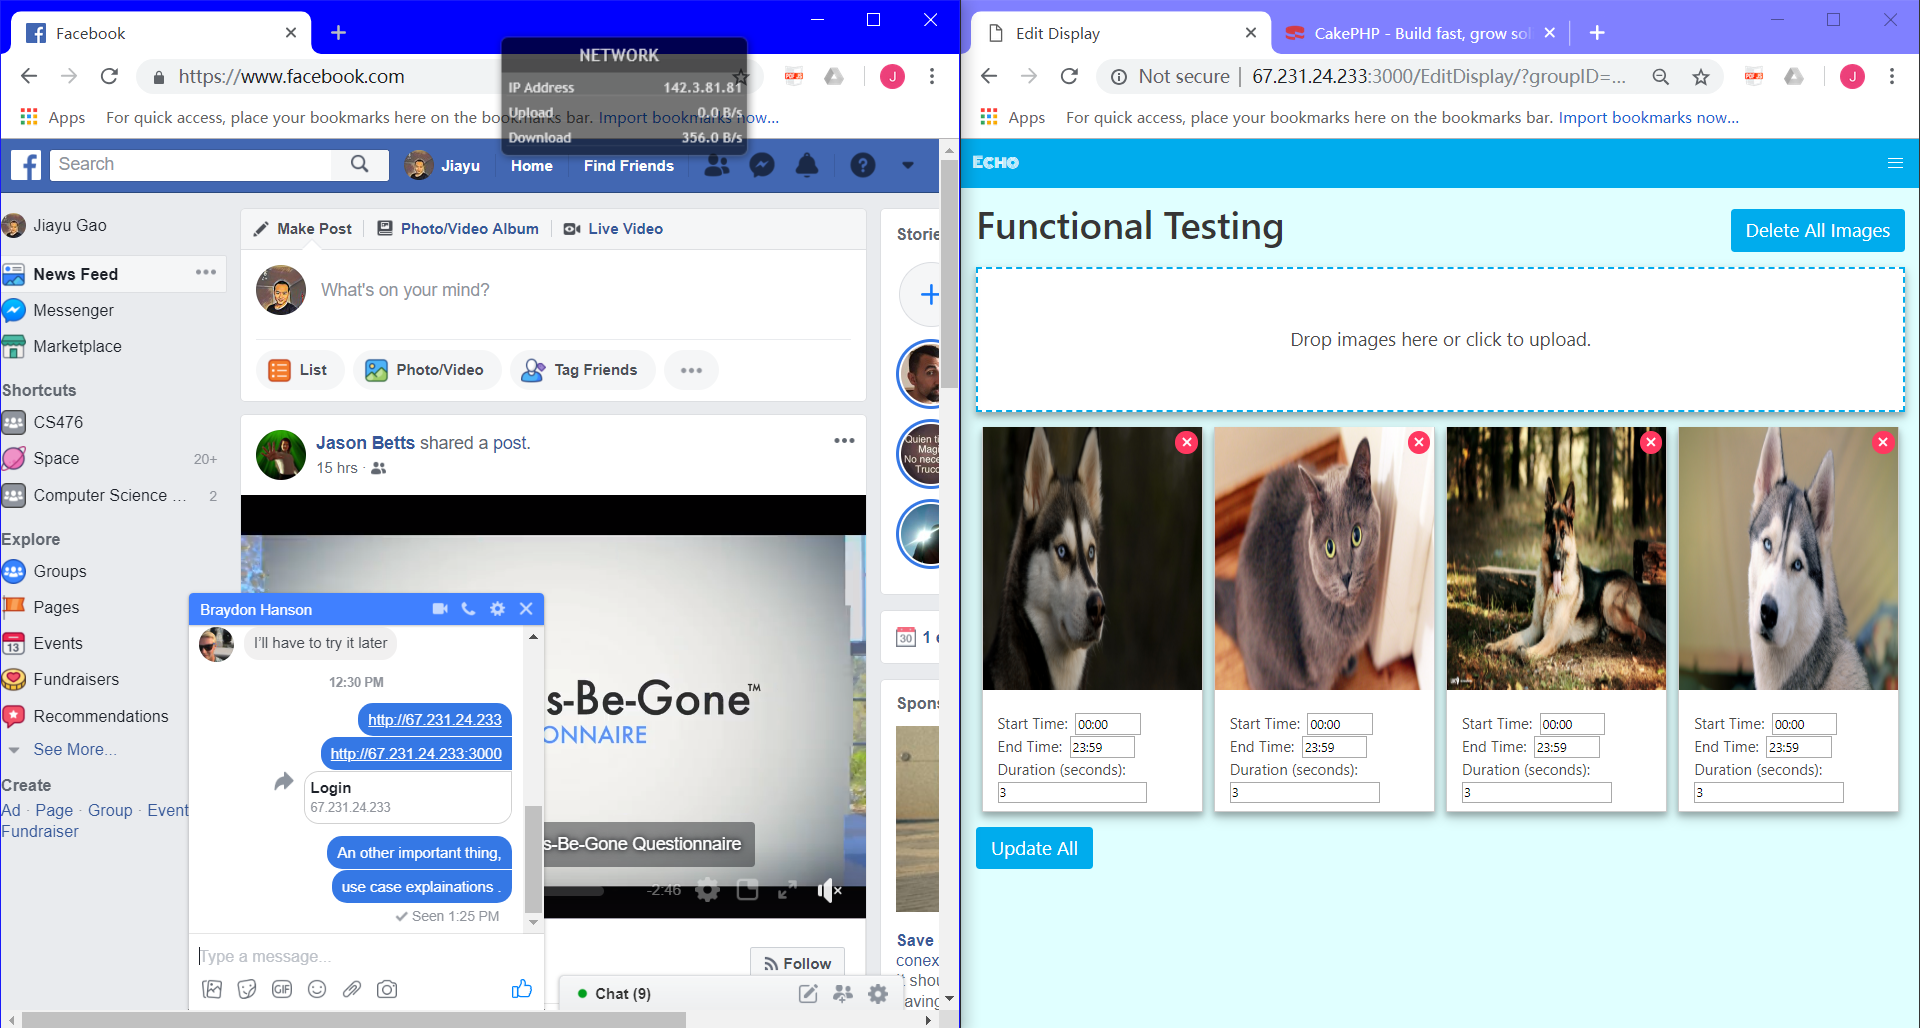 Facebook
https://www.facebook.com
Apps
For quick access, place your bookmarks here on the bookmarks bar. Import bookmarks now...
NETWORK
IP Address 142.3.81.81
Upload 0.0 B/s
Download 356.0 B/s
Search
Jiayu
Home
Find Friends
Jiayu Gao
News Feed
Messenger
Marketplace
Shortcuts
CS476
Space 20+
Computer Science ... 2
Explore
Groups
Pages
Events
Fundraisers
Recommendations
See More...
Create
Ad · Page · Group · Event
Fundraiser
Make Post
Photo/Video Album
Live Video
What's on your mind?
List
Photo/Video
Tag Friends
Jason Betts shared a post.
15 hrs ·
s-Be-Gone™
ONNAIRE
s-Be-Gone Questionnaire
-2:46
Follow
Storie
Quien ti
Mag
No nece
Truco
30
1
Spons
Save
conex
shou
aving
Braydon Hanson
I'll have to try it later
12:30 PM
http://67.231.24.233
http://67.231.24.233:3000
Login
67.231.24.233
An other important thing,
use case explainations .
Seen 1:25 PM
Type a message...
GIF
Chat (9)
Edit Display
CakePHP - Build fast, grow sol
Not secure | 67.231.24.233:3000/EditDisplay/?groupID=...
J
J
Apps
For quick access, place your bookmarks here on the bookmarks bar. Import bookmarks now...
ECHO
Functional Testing
Delete All Images
Drop images here or click to upload.
Start Time: 00:00
End Time: 23:59
Duration (seconds):
3
Start Time: 00:00
End Time: 23:59
Duration (seconds):
3
Start Time: 00:00
End Time: 23:59
Duration (seconds):
3
Start Time: 00:00
End Time: 23:59
Duration (seconds):
3
Update All